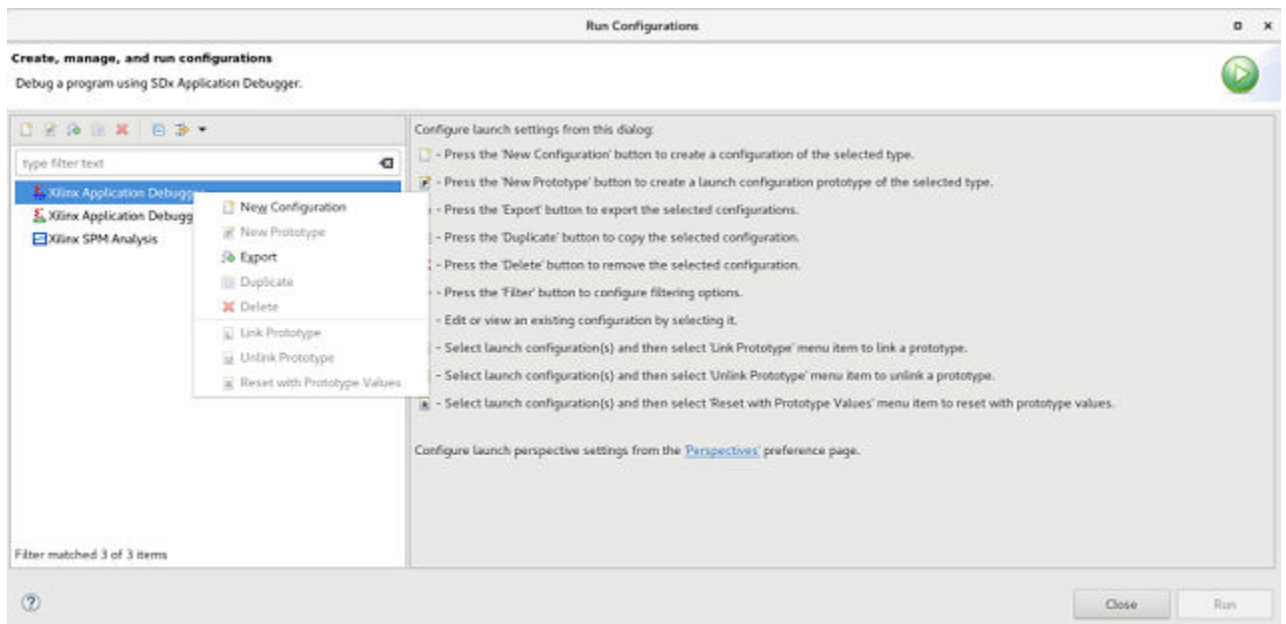 Run Configurations
Create, manage, and run configurations
Debug a program using SDx Application Debugger.
type filter text
Xilinx Application Debugger
Xilinx Application Debugg
Xilinx SPM Analysis
New Configuration
New Prototype
Export
Duplicate
Delete
Link Prototype
Unlink Prototype
Reset with Prototype Values
Filter matched 3 of 3 items
Configure launch settings from this dialog:
- Press the 'New Configuration' button to create a configuration of the selected type.
- Press the 'New Prototype' button to create a launch configuration prototype of the selected type.
- Press the 'Export' button to export the selected configurations.
- Press the 'Duplicate' button to copy the selected configuration.
- Press the 'Delete' button to remove the selected configuration.
- Press the 'Filter' button to configure filtering options.
- Edit or view an existing configuration by selecting it.
- Select launch configuration(s) and then select 'Link Prototype' menu item to link a prototype.
- Select launch configuration(s) and then select 'Unlink Prototype' menu item to unlink a prototype.
- Select launch configuration(s) and then select 'Reset with Prototype Values' menu item to reset with prototype values.
Configure launch perspective settings from the 'Perspectives' preference page.
?
Close
Run